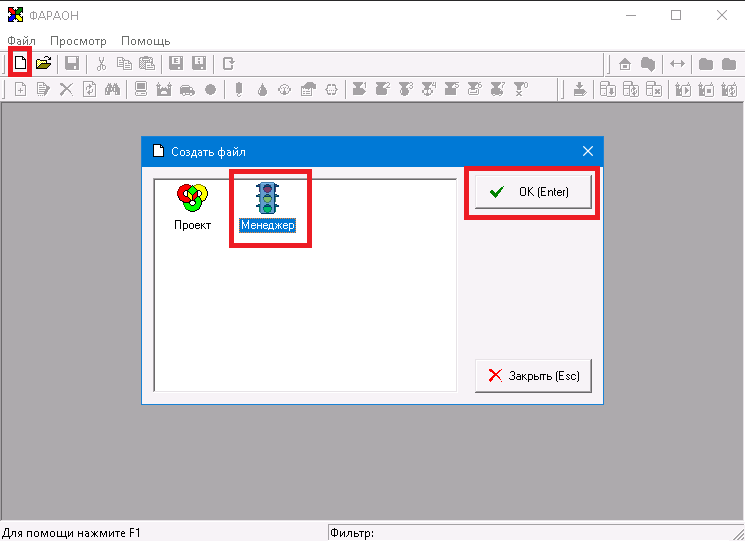 ФАРАОН
Файл Просмотр Помощь
Создать файл
Проект
Менеджер
OK (Enter)
Закрыть (Esc)
Для помощи нажмите F1
Фильтр: